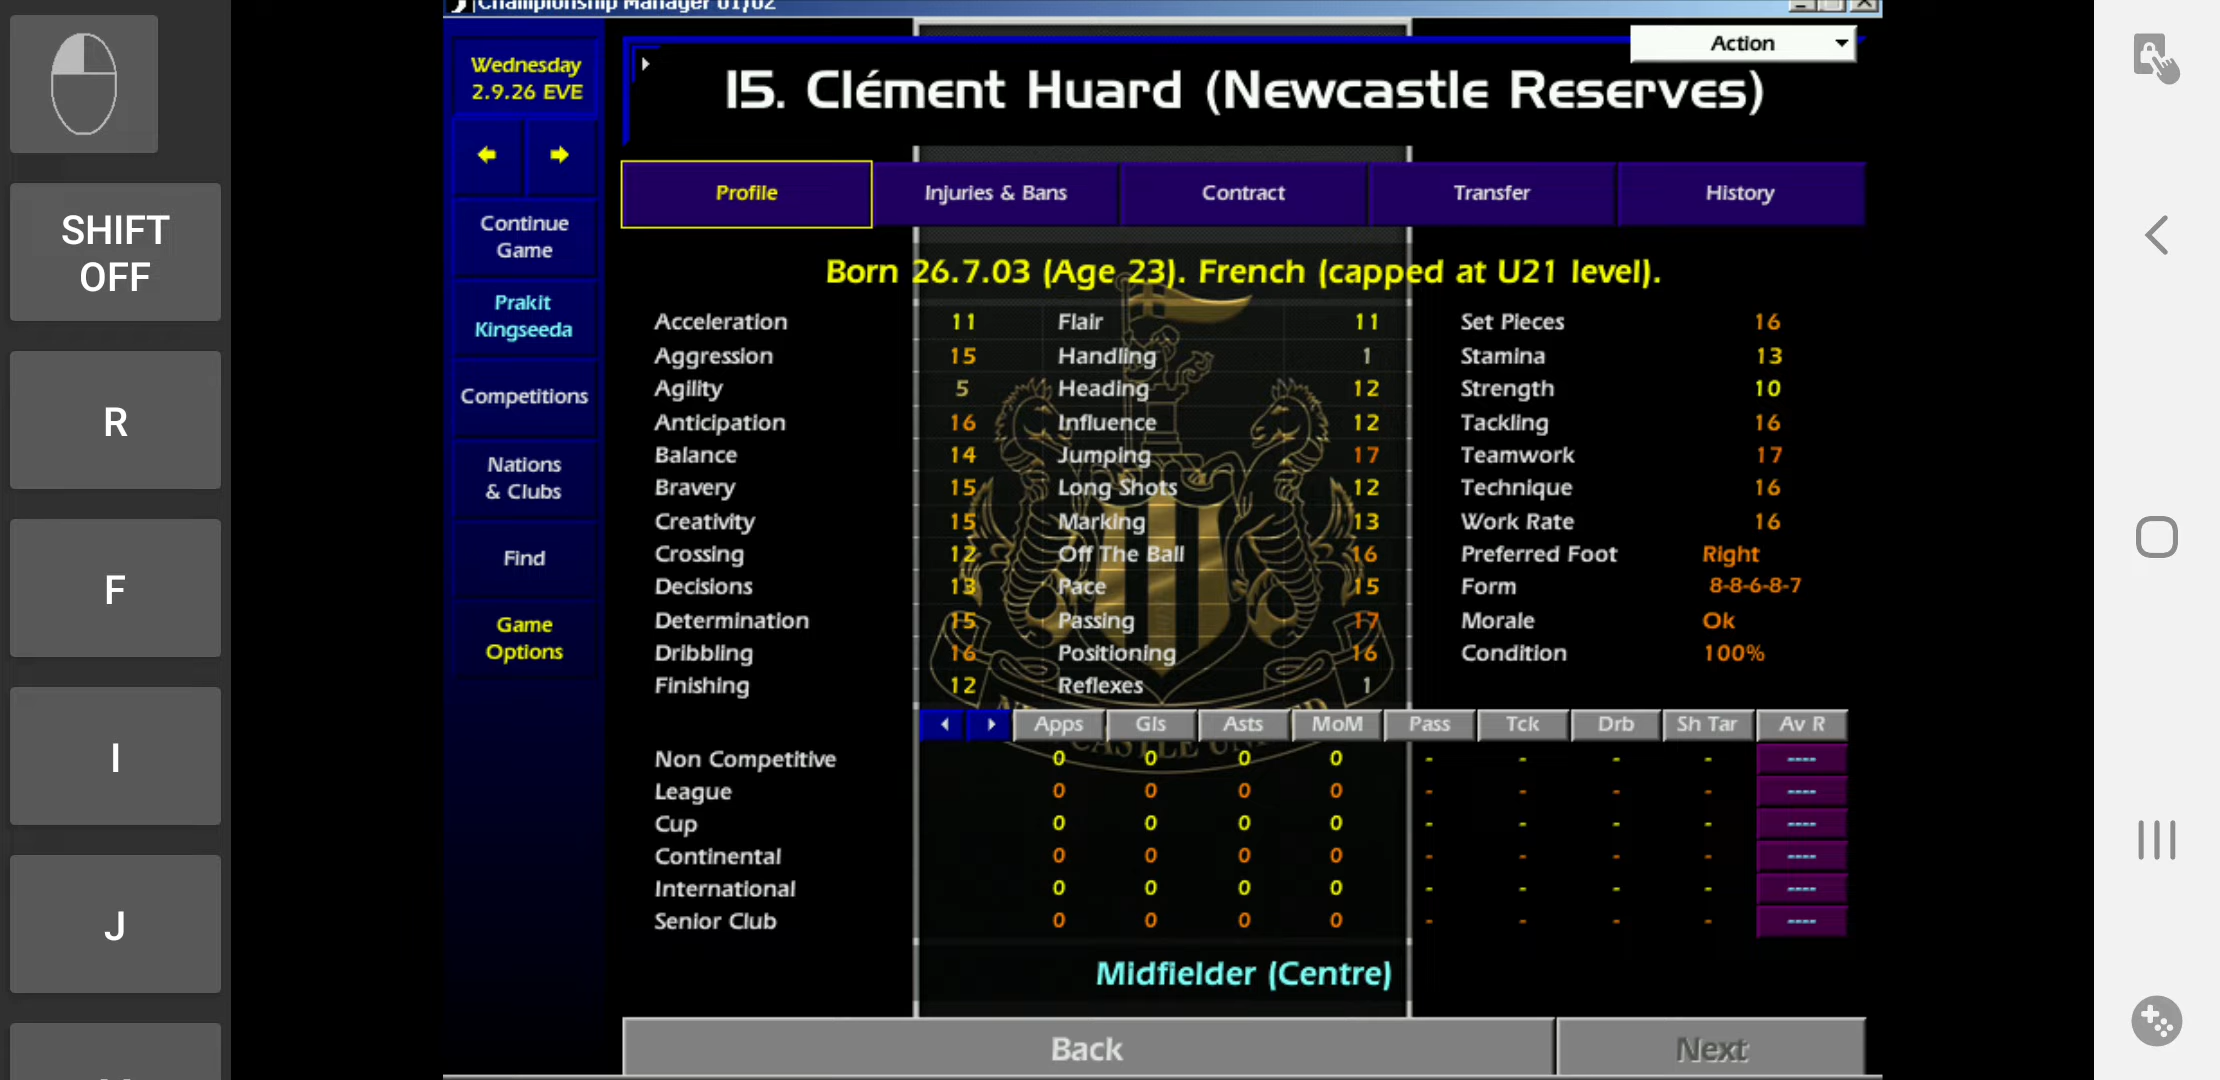 Championship Manager 01/02
SHIFT OFF
R
F
I
J
Wednesday
2.9.26 EVE
Continue
Game
Prakit
Kingseeda
Competitions
Nations
& Clubs
Find
Game
Options
Action
15. Clément Huard (Newcastle Reserves)
Profile Injuries & Bans Contract Transfer History
Born 26.7.03 (Age 23). French (capped at U21 level).
Acceleration 11 Flair 11 Set Pieces 16
Aggression 15 Handling 1 Stamina 13
Agility 5 Heading 12 Strength 10
Anticipation 16 Influence 12 Tackling 16
Balance 14 Jumping 17 Teamwork 17
Bravery 15 Long Shots 12 Technique 16
Creativity 15 Marking 13 Work Rate 16
Crossing 12 Off The Ball 16 Preferred Foot Right
Decisions 13 Pace 15 Form 8-8-6-8-7
Determination 15 Passing 17 Morale Ok
Dribbling 16 Positioning 16 Condition 100%
Finishing 12 Reflexes 1
Apps Gls Asts MoM Pass Tck Drb Sh Tar Av R
Non Competitive 0 0 0 0 - - - - ----
League 0 0 0 0 - - - - ----
Cup 0 0 0 0 - - - - ----
Continental 0 0 0 0 - - - - ----
International 0 0 0 0 - - - - ----
Senior Club 0 0 0 0 - - - - ----
Midfielder (Centre)
Back Next